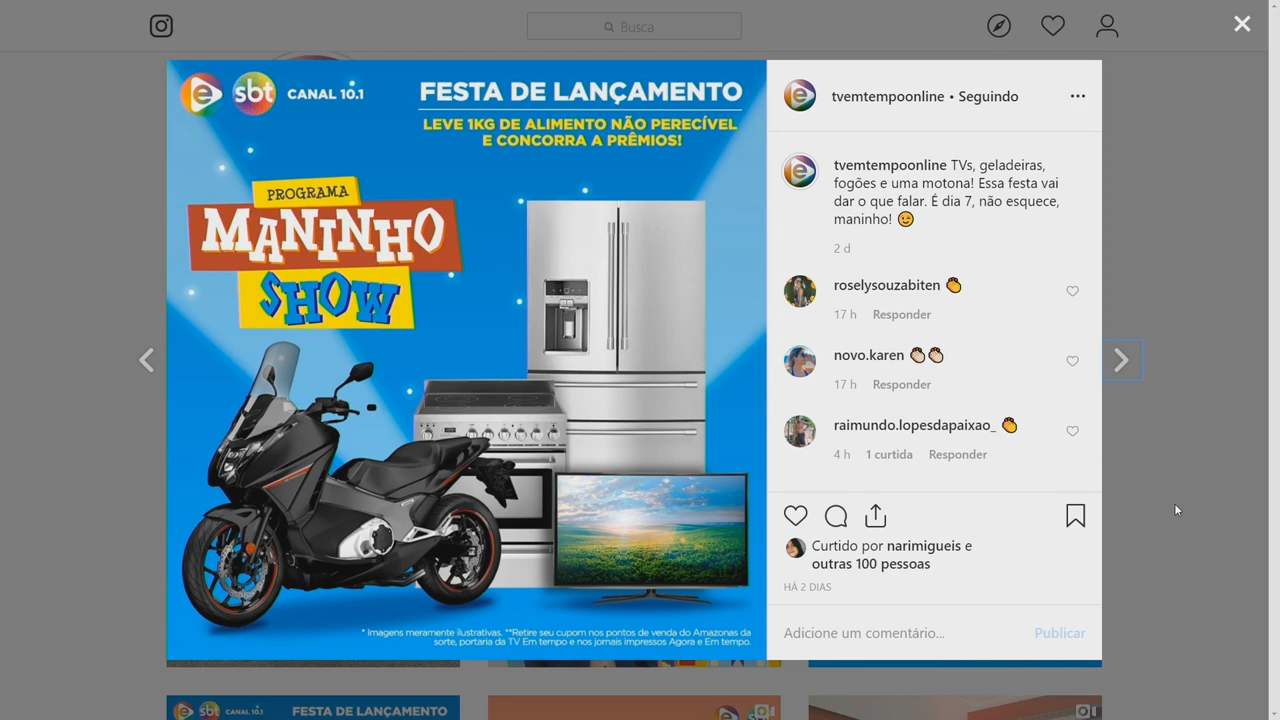 Busca
sbt CANAL 10.1
FESTA DE LANÇAMENTO
LEVE 1KG DE ALIMENTO NÃO PERECÍVEL
E CONCORRA A PRÊMIOS!
PROGRAMA
MANINHO
SHOW
* Imagens meramente ilustrativas. **Retire seu cupom nos pontos de venda do Amazonas da
sorte, portaria da TV Em tempo e nos jornais impressos Agora e Em tempo.
tvemtempoonline • Seguindo
tvemtempoonline TVs, geladeiras,
fogões e uma motona! Essa festa vai
dar o que falar. É dia 7, não esquece,
maninho! 😉
2 d
roselysouzabiten 👏
17 h Responder
novo.karen 👏🏻👏🏻
17 h Responder
raimundo.lopesdapaixao_ 👏
4 h 1 curtida Responder
Curtido por narimigueis e
outras 100 pessoas
HÁ 2 DIAS
Adicione um comentário... Publicar
sbt CANAL 10.1 FESTA DE LANÇAMENTO